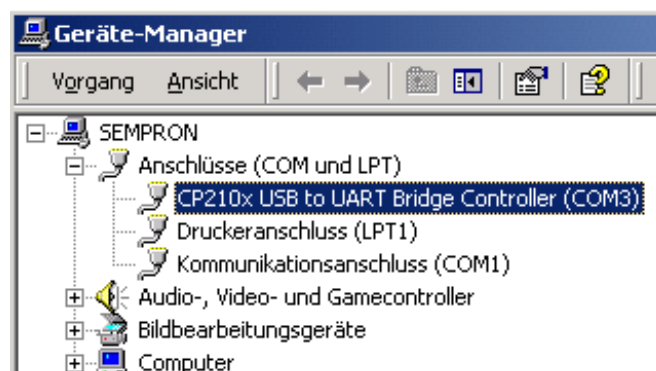 Geräte-Manager
Vorgang Ansicht
SEMPRON
Anschlüsse (COM und LPT)
CP210x USB to UART Bridge Controller (COM3)
Druckeranschluss (LPT1)
Kommunikationsanschluss (COM1)
Audio-, Video- und Gamecontroller
Bildbearbeitungsgeräte
Computer